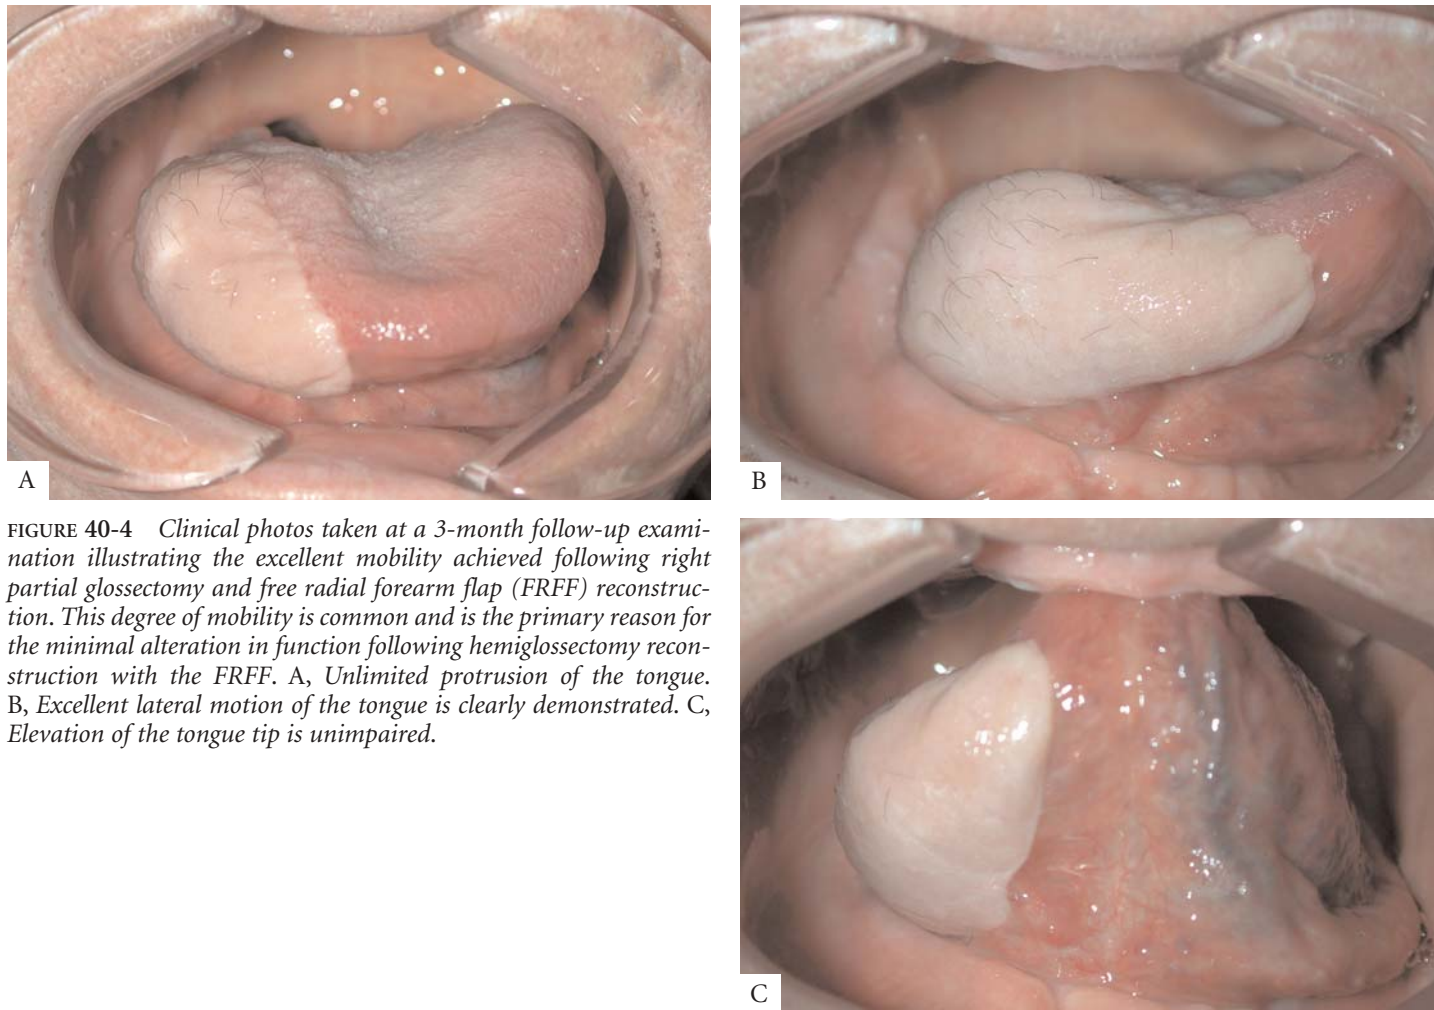 A
B
FIGURE 40-4 Clinical photos taken at a 3-month follow-up exami-
nation illustrating the excellent mobility achieved following right
partial glossectomy and free radial forearm flap (FRFF) reconstruc-
tion. This degree of mobility is common and is the primary reason for
the minimal alteration in function following hemiglossectomy recon-
struction with the FRFF. A, Unlimited protrusion of the tongue.
B, Excellent lateral motion of the tongue is clearly demonstrated. C,
Elevation of the tongue tip is unimpaired.
C